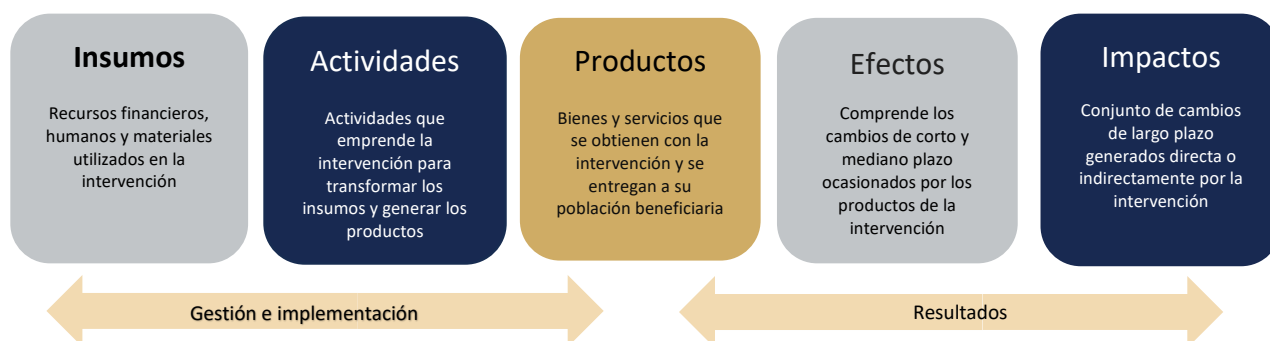 Insumos
Recursos financieros,
humanos y materiales
utilizados en la
intervención
Actividades
Actividades que
emprende la
intervención para
transformar los
insumos y generar los
productos
Productos
Bienes y servicios que
se obtienen con la
intervención y se
entregan a su
población beneficiaria
Efectos
Comprende los
cambios de corto y
mediano plazo
ocasionados por los
productos de la
intervención
Impactos
Conjunto de cambios
de largo plazo
generados directa o
indirectamente por la
intervención
Gestión e implementación
Resultados